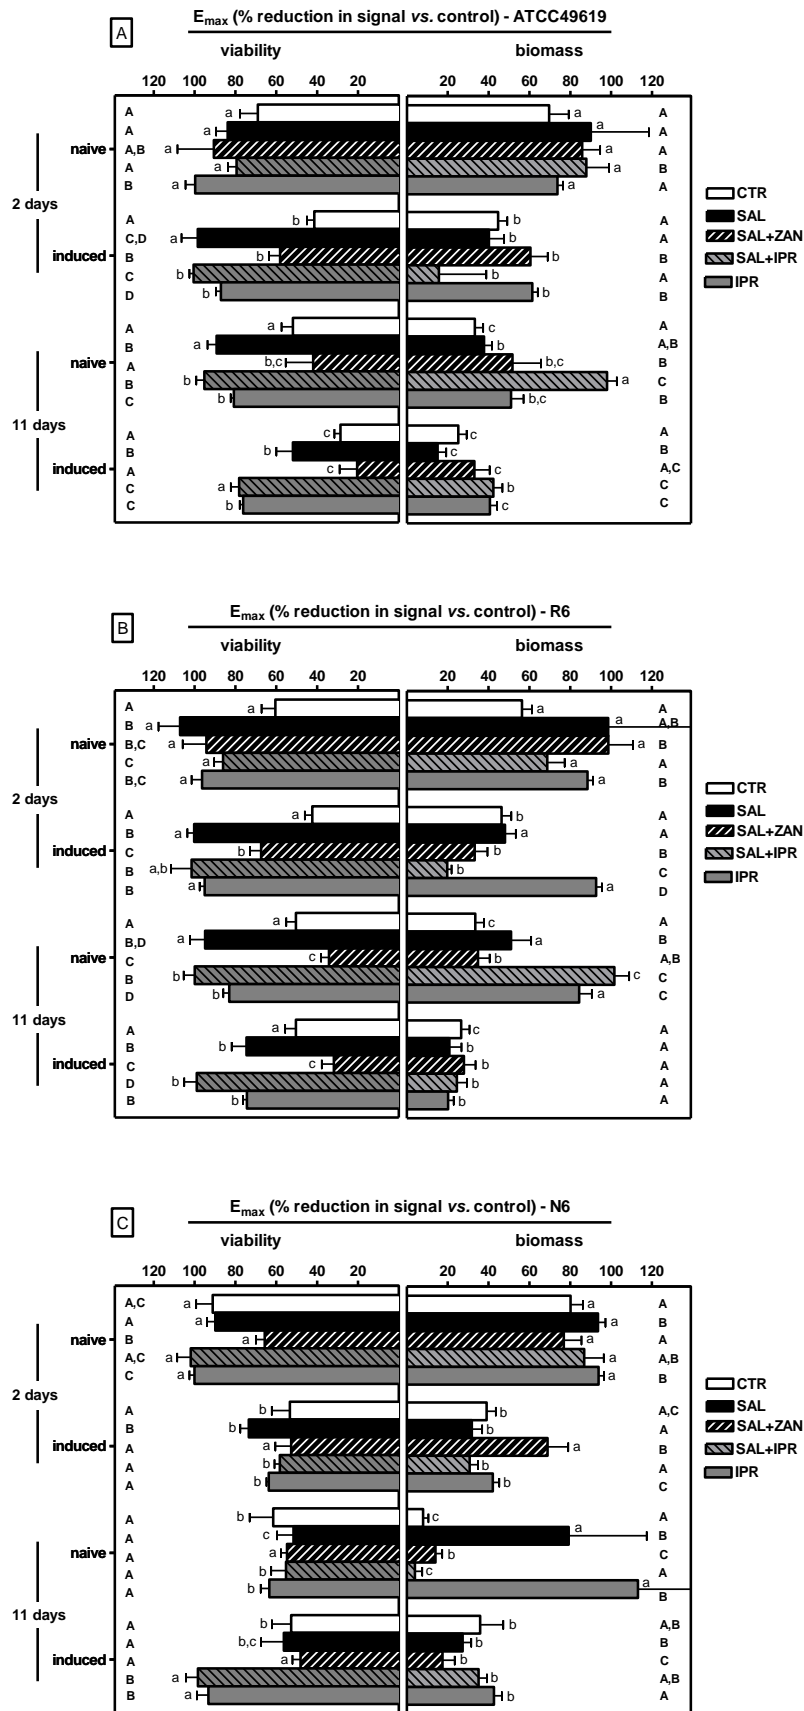 A
Emax (% reduction in signal vs. control) - ATCC49619
viability biomass
120 100 80 60 40 20 20 40 60 80 100 120
2 days
naive
A a a A
A a a A
A,B a a A
A a a B
B a a A
induced
A b b A
C,D a b A
B b b B
C b b A
D b b B
11 days
naive
A a c A
B a b A,B
A b,c b,c B
B b a C
C b b,c B
induced
A c c A
B b c B
A c c A,C
C a b C
C b c C
CTR
SAL
SAL+ZAN
SAL+IPR
IPR
B
Emax (% reduction in signal vs. control) - R6
viability biomass
120 100 80 60 40 20 20 40 60 80 100 120
2 days
naive
A a a A
B a a A,B
B,C a a B
C a a A
B,C a a B
induced
A a b A
B a a A
C b b B
B a,b b C
B a a D
11 days
naive
A a c A
B,D a a B
C c b A,B
B b c C
D b a C
induced
A a c A
B b b A
C c b A
D b b A
B b b A
CTR
SAL
SAL+ZAN
SAL+IPR
IPR
C
Emax (% reduction in signal vs. control) - N6
viability biomass
120 100 80 60 40 20 20 40 60 80 100 120
2 days
naive
A,C a a A
A a a B
B a a A
A,C a a A,B
C a a B
induced
A b b A,C
B b b A
A a a B
A b b A
A b b C
11 days
naive
A b c A
A c a B
A a b C
A b c A
A b a B
induced
A b b A,B
A b,c b B
A a b C
B a b A,B
B a b A
CTR
SAL
SAL+ZAN
SAL+IPR
IPR